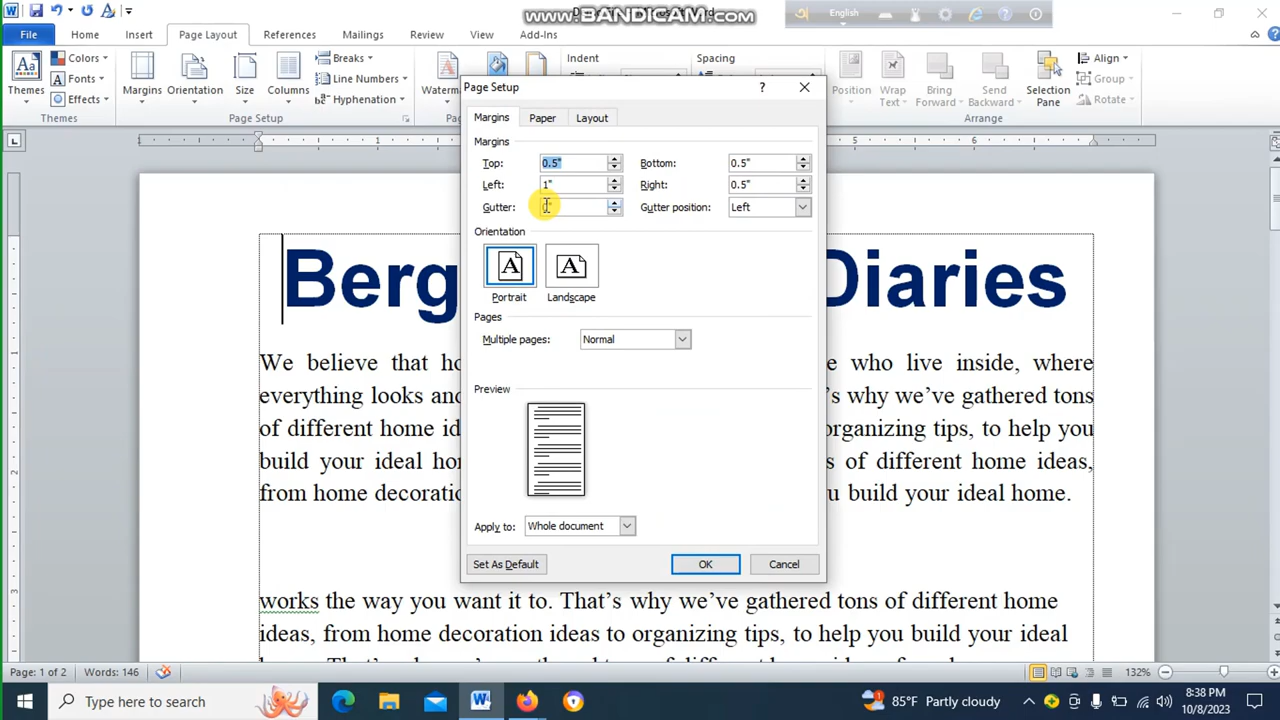 www.BANDICAM.com
English
File Home Insert Page Layout References Mailings Review View Add-Ins
Themes
Colors
Fonts
Effects
Themes
Margins
Orientation
Size
Columns
Breaks
Line Numbers
Hyphenation
Page Setup
Indent
Spacing
Position
Wrap Text
Bring Forward
Send Backward
Selection Pane
Align
Group
Rotate
Arrange
Page Setup
Margins Paper Layout
Margins
Top: 0.5" Bottom: 0.5"
Left: 1" Right: 0.5"
Gutter: Gutter position: Left
Orientation
Portrait Landscape
Pages
Multiple pages: Normal
Preview
Apply to: Whole document
Set As Default OK Cancel
Berg Diaries
We believe that who live inside, where
everything looks why we’ve gathered tons
of different home organizing tips, to help you
build your ideal of different home ideas,
from home build your ideal home.
works the way you want it to. That’s why we’ve gathered tons of different home
ideas, from home decoration ideas to organizing tips, to help you build your ideal
Page: 1 of 2 Words: 146 132%
Type here to search 85°F Partly cloudy 8:38 PM
10/8/2023